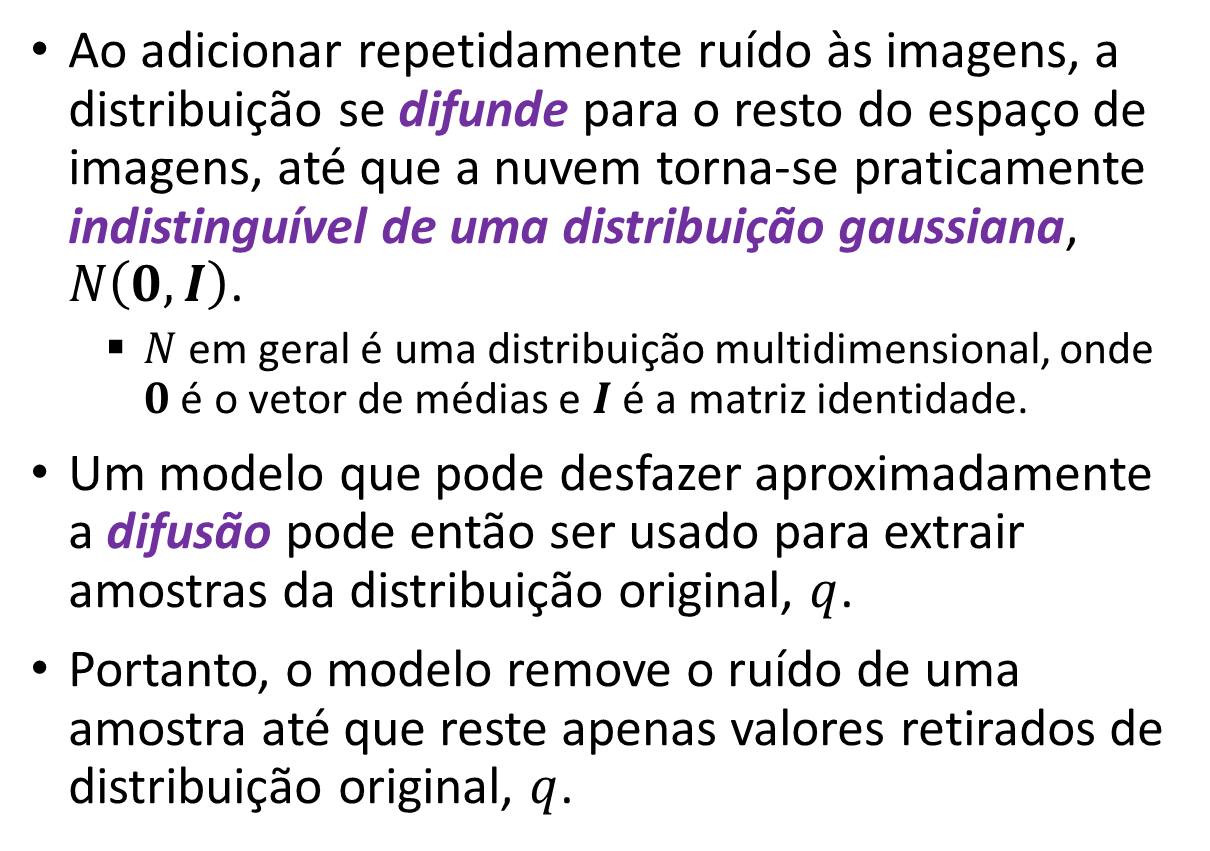 • Ao adicionar repetidamente ruído às imagens, a
distribuição se difunde para o resto do espaço de
imagens, até que a nuvem torna-se praticamente
indistinguível de uma distribuição gaussiana,
N(0, I).
▪ N em geral é uma distribuição multidimensional, onde
0 é o vetor de médias e I é a matriz identidade.
• Um modelo que pode desfazer aproximadamente
a difusão pode então ser usado para extrair
amostras da distribuição original, q.
• Portanto, o modelo remove o ruído de uma
amostra até que reste apenas valores retirados de
distribuição original, q.